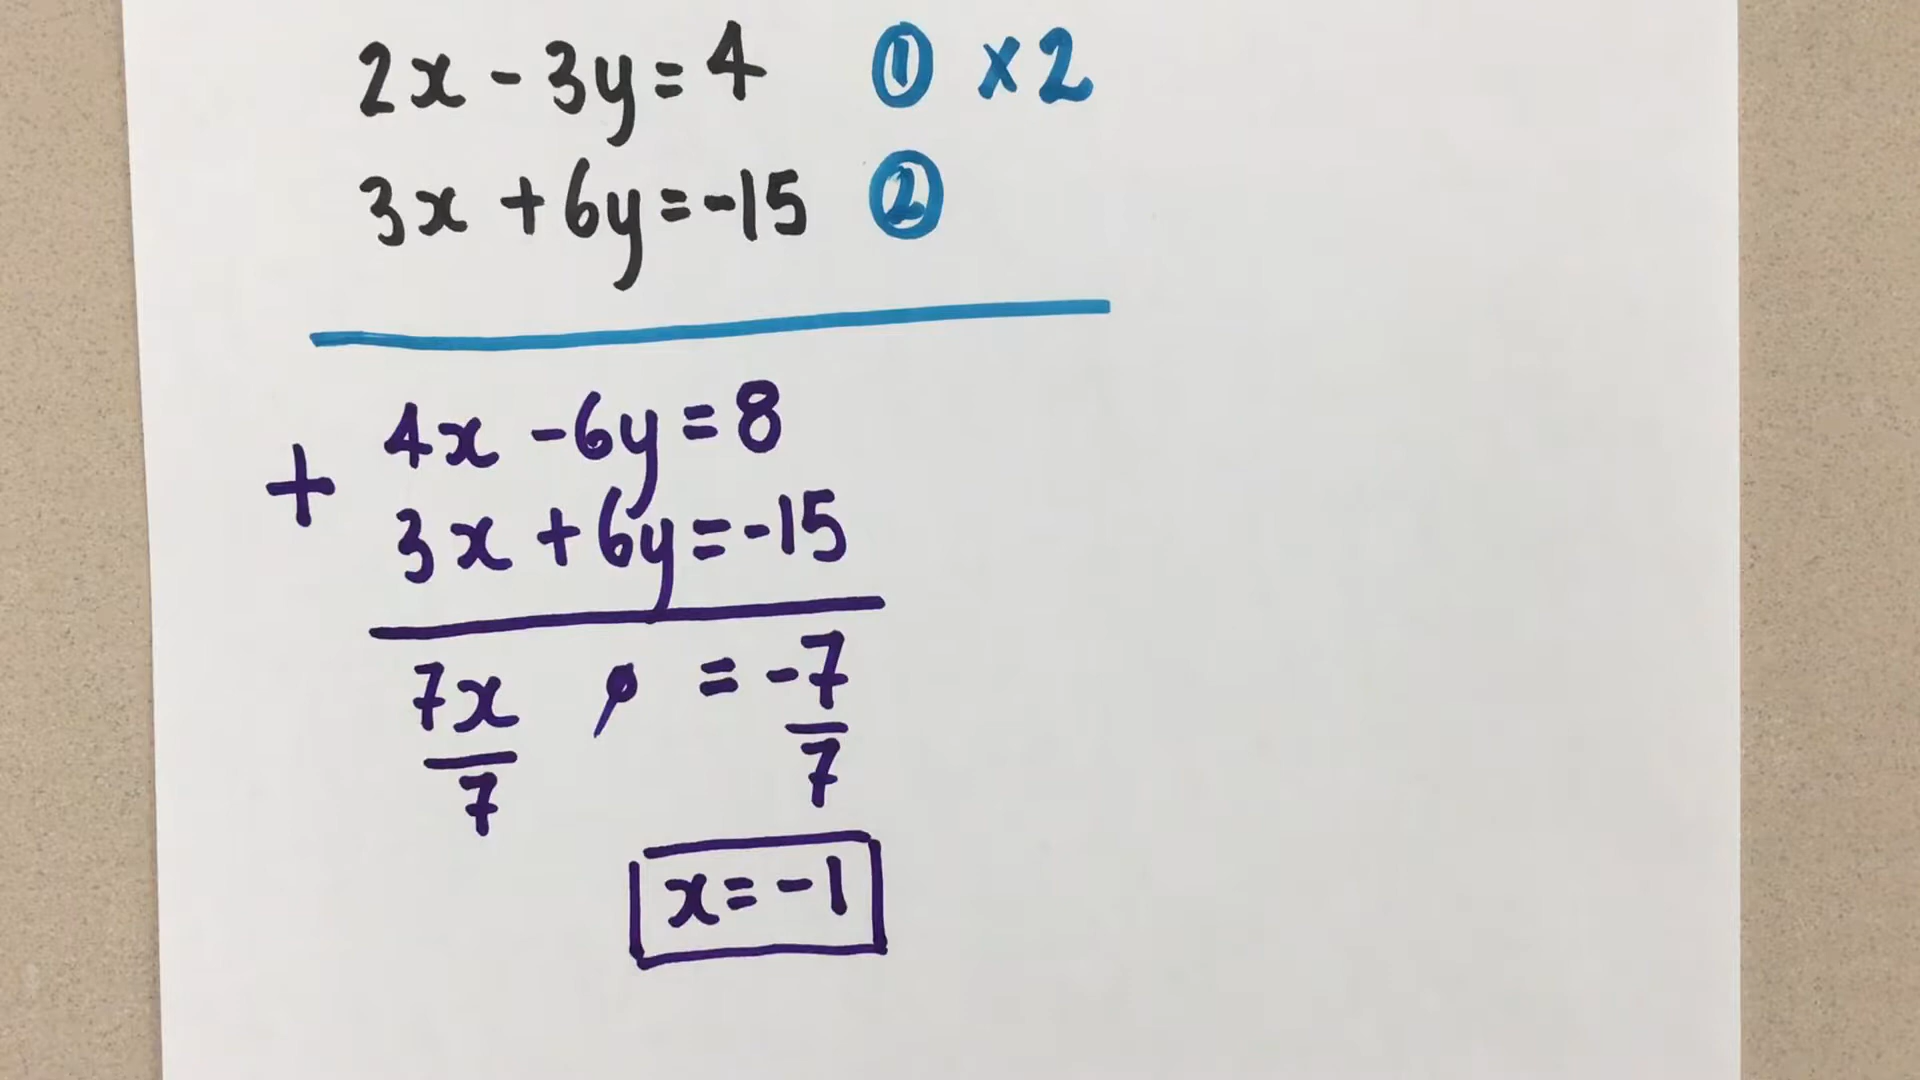 2x - 3y = 4 ① × 2
3x + 6y = -15 ②
4x - 6y = 8
+
3x + 6y = -15
7x ϕ = -7
7 7
x = -1